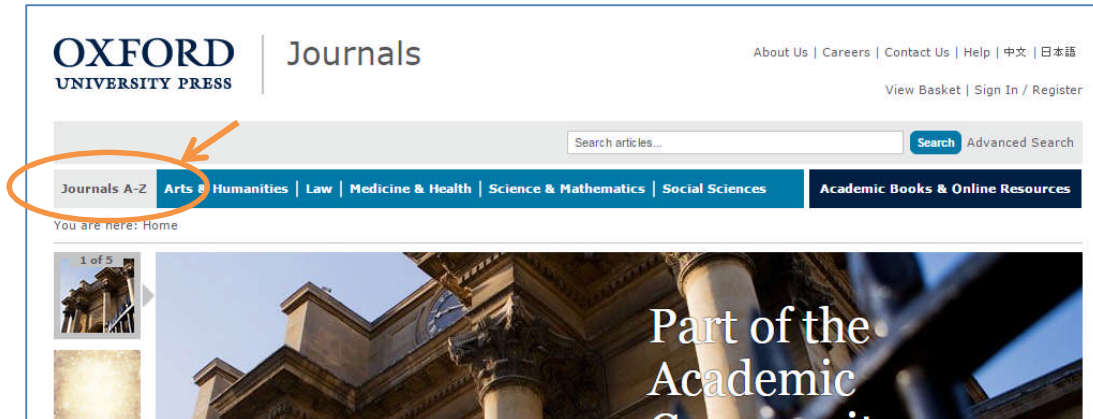 OXFORD
UNIVERSITY PRESS
Journals
About Us | Careers | Contact Us | Help | 中文 | 日本語
View Basket | Sign In / Register
Search articles...
Search
Advanced Search
Journals A-Z
Arts & Humanities | Law | Medicine & Health | Science & Mathematics | Social Sciences
Academic Books & Online Resources
You are here: Home
1 of 5
Part of the
Academic